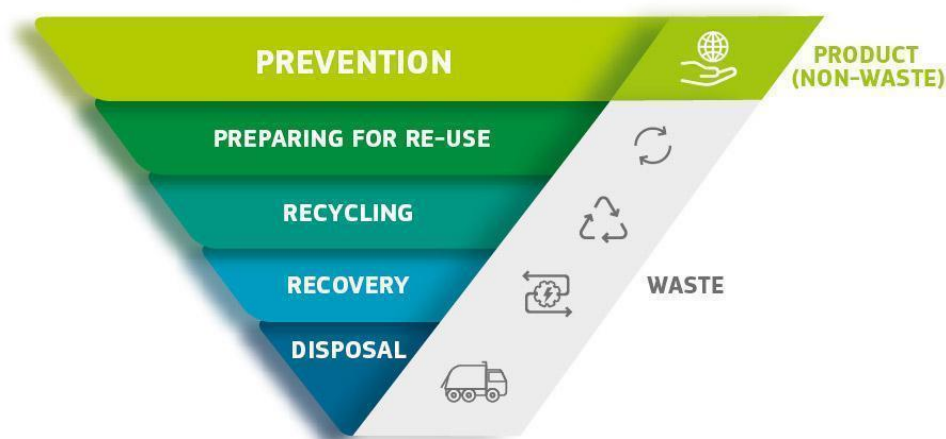 PREVENTION
PRODUCT
(NON-WASTE)
PREPARING FOR RE-USE
RECYCLING
RECOVERY
WASTE
DISPOSAL